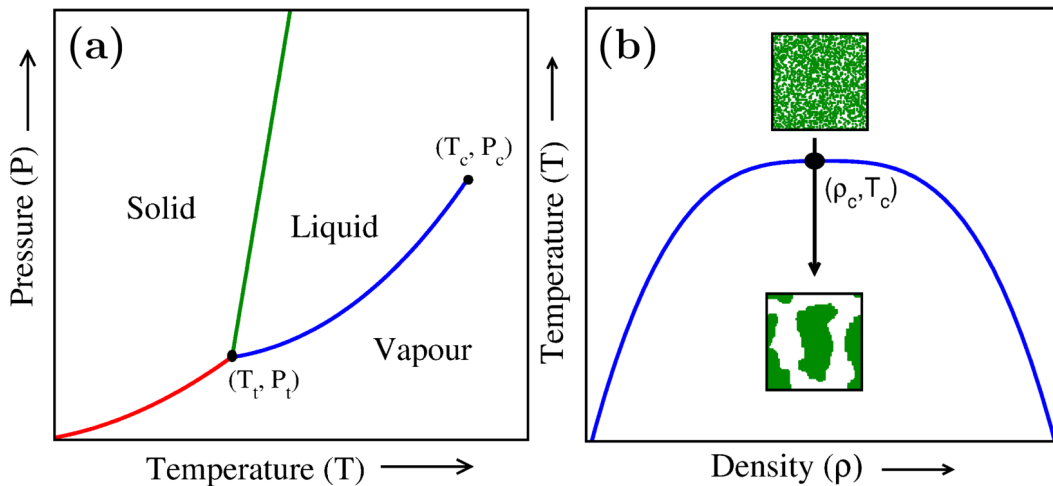 (a)
Pressure (P)
(T_c, P_c)
Solid
Liquid
Vapour
(T_t, P_t)
Temperature (T)
(b)
Temperature (T)
(ρ_c,T_c)
Density (ρ)